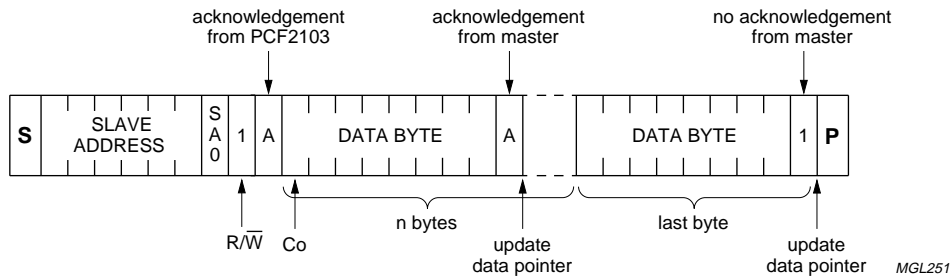 acknowledgement
from PCF2103
acknowledgement
from master
no acknowledgement
from master
S
SLAVE
ADDRESS
S
A
0
1
A
DATA BYTE
A
DATA BYTE
1
P
R/W̅
Co
n bytes
update
data pointer
last byte
update
data pointer
MGL251